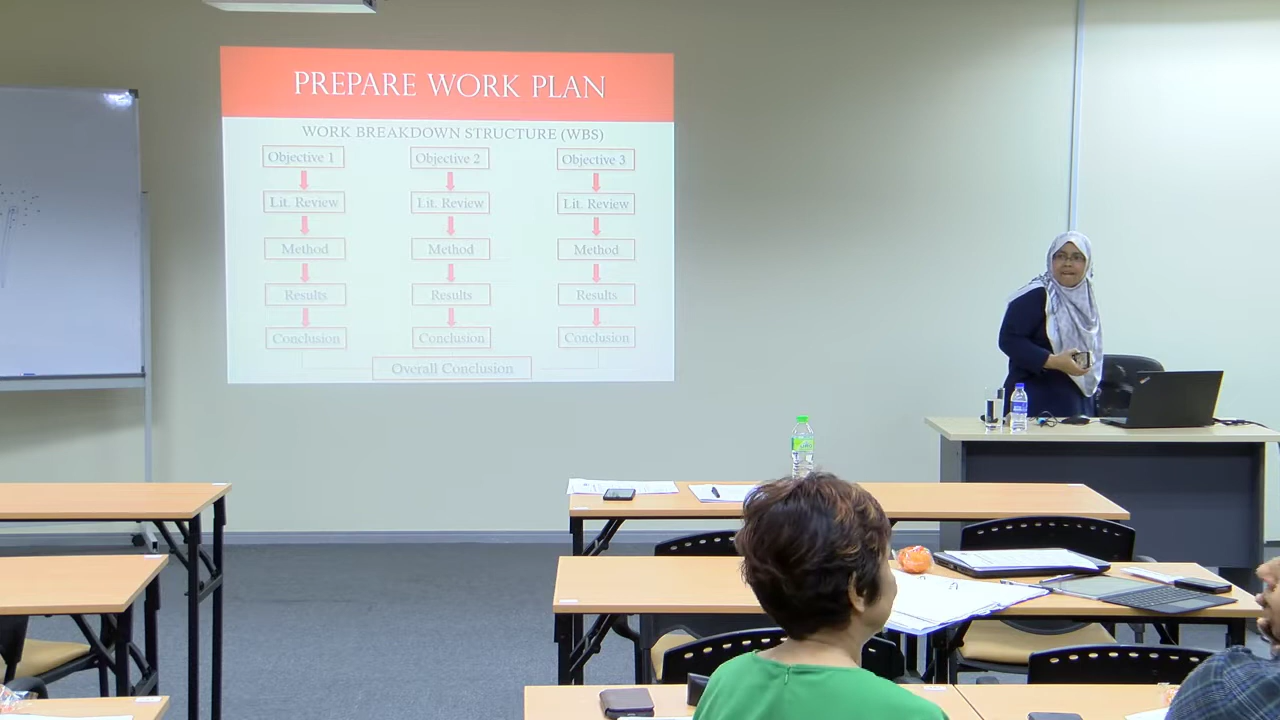 PREPARE WORK PLAN
WORK BREAKDOWN STRUCTURE (WBS)
Objective 1 Objective 2 Objective 3
Lit. Review Lit. Review Lit. Review
Method Method Method
Results Results Results
Conclusion Conclusion Conclusion
Overall Conclusion